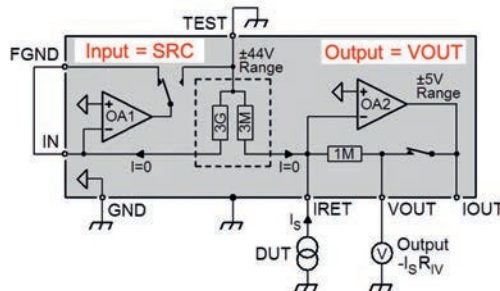 TEST
FGND
Input = SRC
Output = VOUT
±44V
Range
±5V
Range
+
-
OA1
3G
3M
+
-
OA2
IN
I=0
I=0
1M
GND
IRET
VOUT
IOUT
IS
DUT
V
Output
-ISRIV